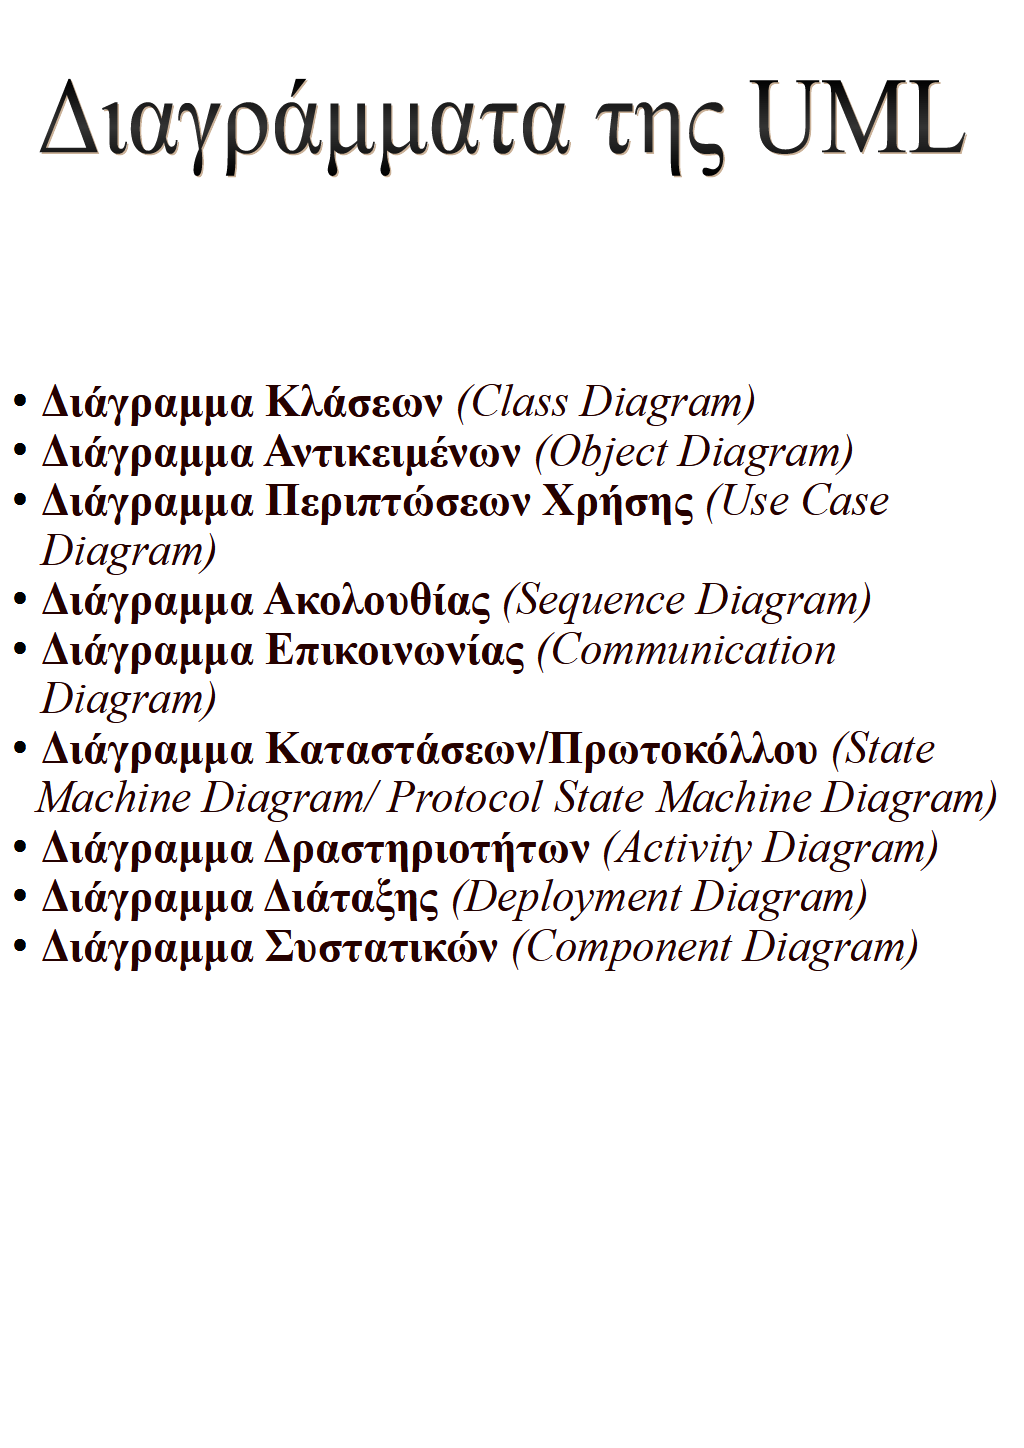 Διαγράμματα της UML
• Διάγραμμα Κλάσεων (Class Diagram)
• Διάγραμμα Αντικειμένων (Object Diagram)
• Διάγραμμα Περιπτώσεων Χρήσης (Use Case
Diagram)
• Διάγραμμα Ακολουθίας (Sequence Diagram)
• Διάγραμμα Επικοινωνίας (Communication
Diagram)
• Διάγραμμα Καταστάσεων/Πρωτοκόλλου (State
Machine Diagram/ Protocol State Machine Diagram)
• Διάγραμμα Δραστηριοτήτων (Activity Diagram)
• Διάγραμμα Διάταξης (Deployment Diagram)
• Διάγραμμα Συστατικών (Component Diagram)